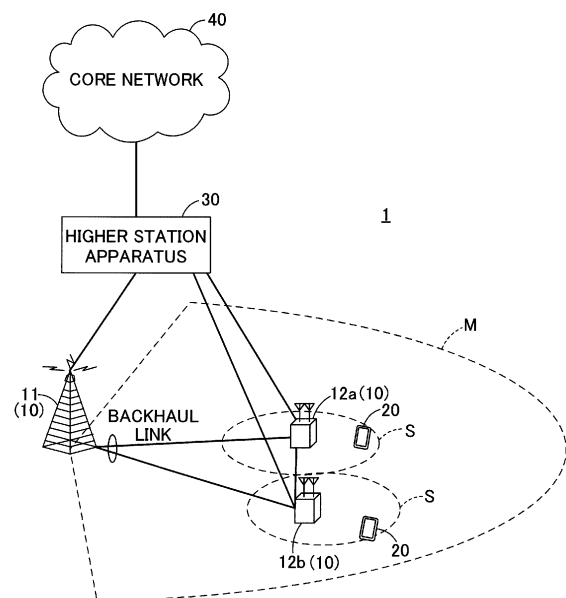 40
CORE NETWORK
30
HIGHER STATION
APPARATUS
1
M
11
(10)
BACKHAUL
LINK
12a(10)
20
S
S
12b(10)
20